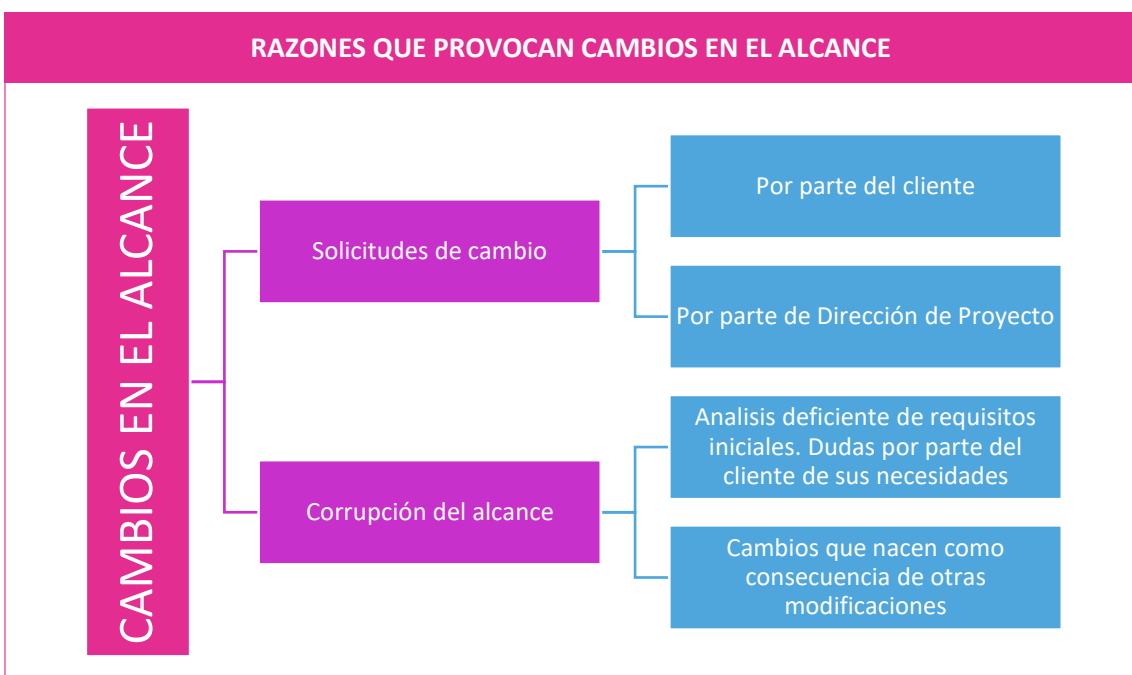 RAZONES QUE PROVOCAN CAMBIOS EN EL ALCANCE
CAMBIOS EN EL ALCANCE
Solicitudes de cambio
Por parte del cliente
Por parte de Dirección de Proyecto
Corrupción del alcance
Analisis deficiente de requisitos
iniciales. Dudas por parte del
cliente de sus necesidades
Cambios que nacen como
consecuencia de otras
modificaciones